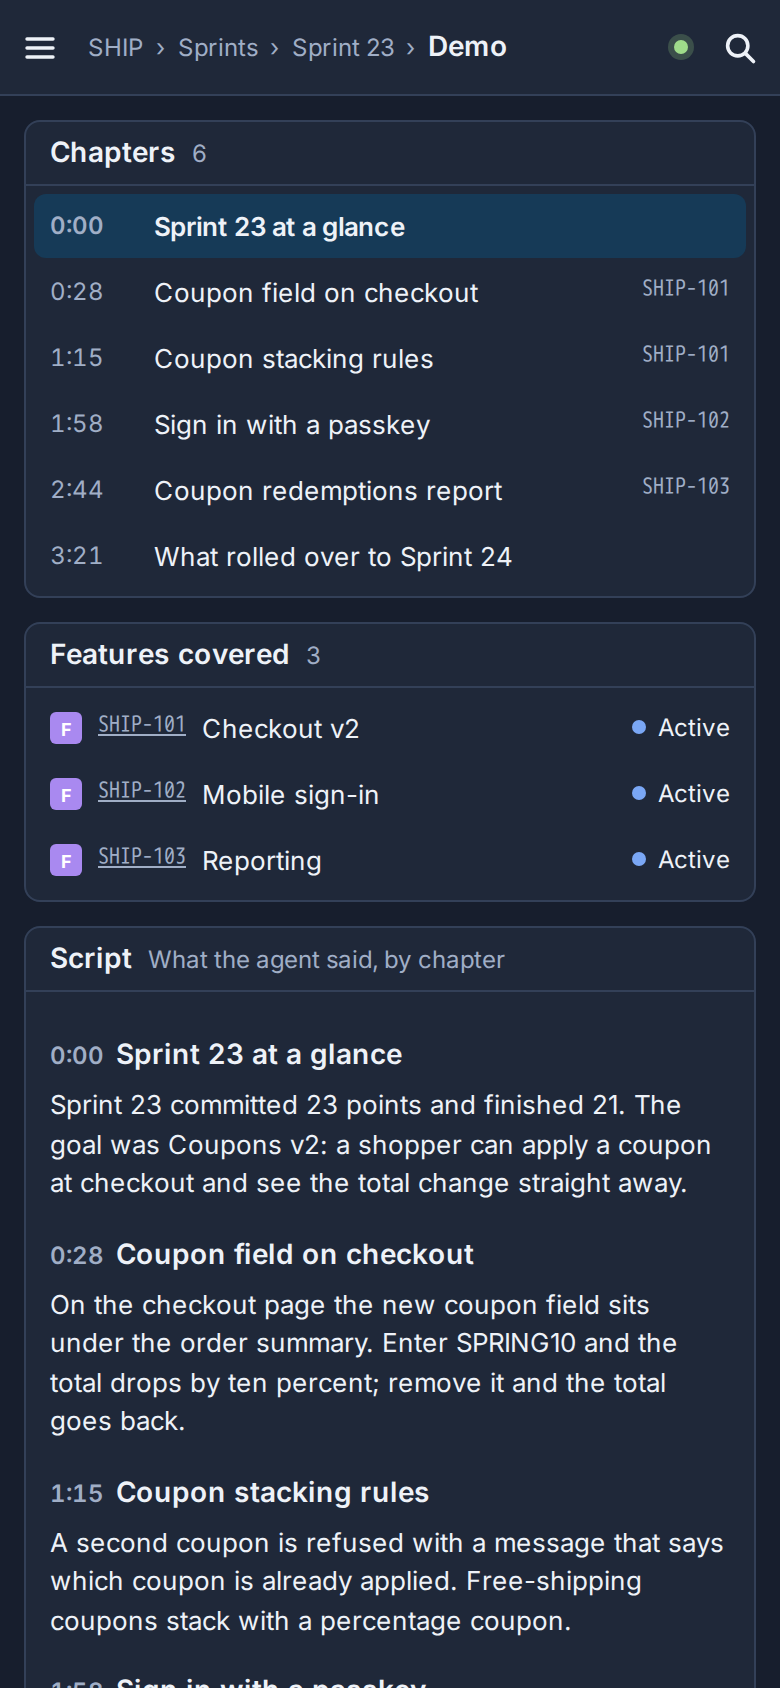 SHIP › Sprints › Sprint 23 › Demo
Chapters 6
0:00 Sprint 23 at a glance
0:28 Coupon field on checkout SHIP-101
1:15 Coupon stacking rules SHIP-101
1:58 Sign in with a passkey SHIP-102
2:44 Coupon redemptions report SHIP-103
3:21 What rolled over to Sprint 24
Features covered 3
F SHIP-101 Checkout v2 Active
F SHIP-102 Mobile sign-in Active
F SHIP-103 Reporting Active
Script What the agent said, by chapter
0:00 Sprint 23 at a glance
Sprint 23 committed 23 points and finished 21. The
goal was Coupons v2: a shopper can apply a coupon
at checkout and see the total change straight away.
0:28 Coupon field on checkout
On the checkout page the new coupon field sits
under the order summary. Enter SPRING10 and the
total drops by ten percent; remove it and the total
goes back.
1:15 Coupon stacking rules
A second coupon is refused with a message that says
which coupon is already applied. Free-shipping
coupons stack with a percentage coupon.
1:58 Sign in with a passkey